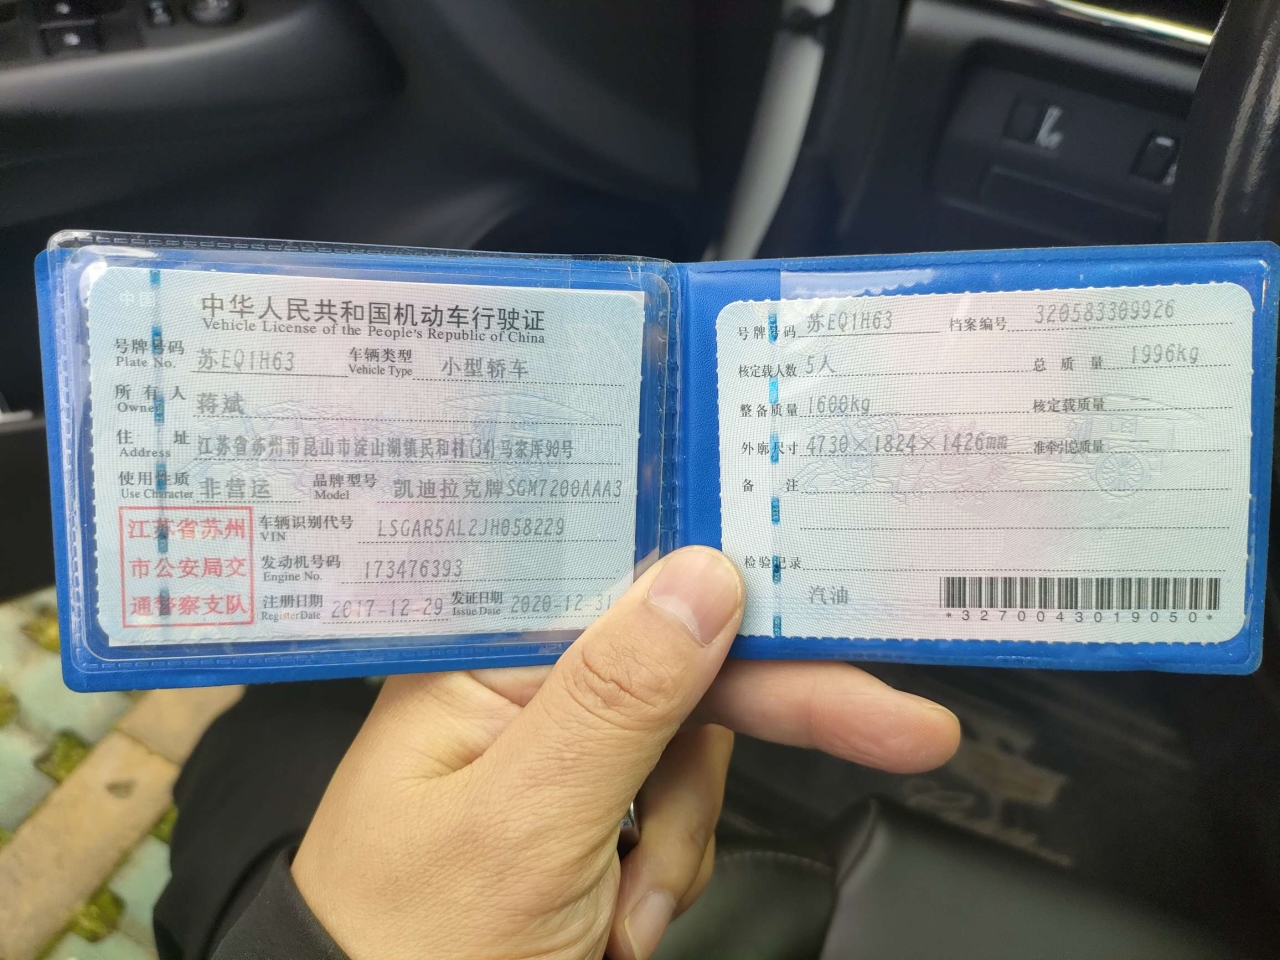 中华人民共和国机动车行驶证
Vehicle License of the People's Republic of China
号牌号码 苏EQ1H63 车辆类型 小型轿车
Plate No. Vehicle Type
所有人 蒋斌
Owner
住址 江苏省苏州市昆山市淀山湖镇民和村(34)马家厍90号
Address
使用性质 非营运 品牌型号 凯迪拉克牌SGM7200AAA3
Use Character Model
江苏省苏州
市公安局交
通警察支队
车辆识别代号 LSGAR5AL2JH058229
VIN
发动机号码 173476393
Engine No.
注册日期 2017-12-29 发证日期 2020-12-31
Register Date Issue Date
号牌号码 苏EQ1H63 档案编号 320583309926
核定载人数 5人 总质量 1996kg
整备质量 1600kg 核定载质量
外廓尺寸 4730×1824×1426mm 准牵引总质量
备注
检验记录
汽油
*3270043019050*